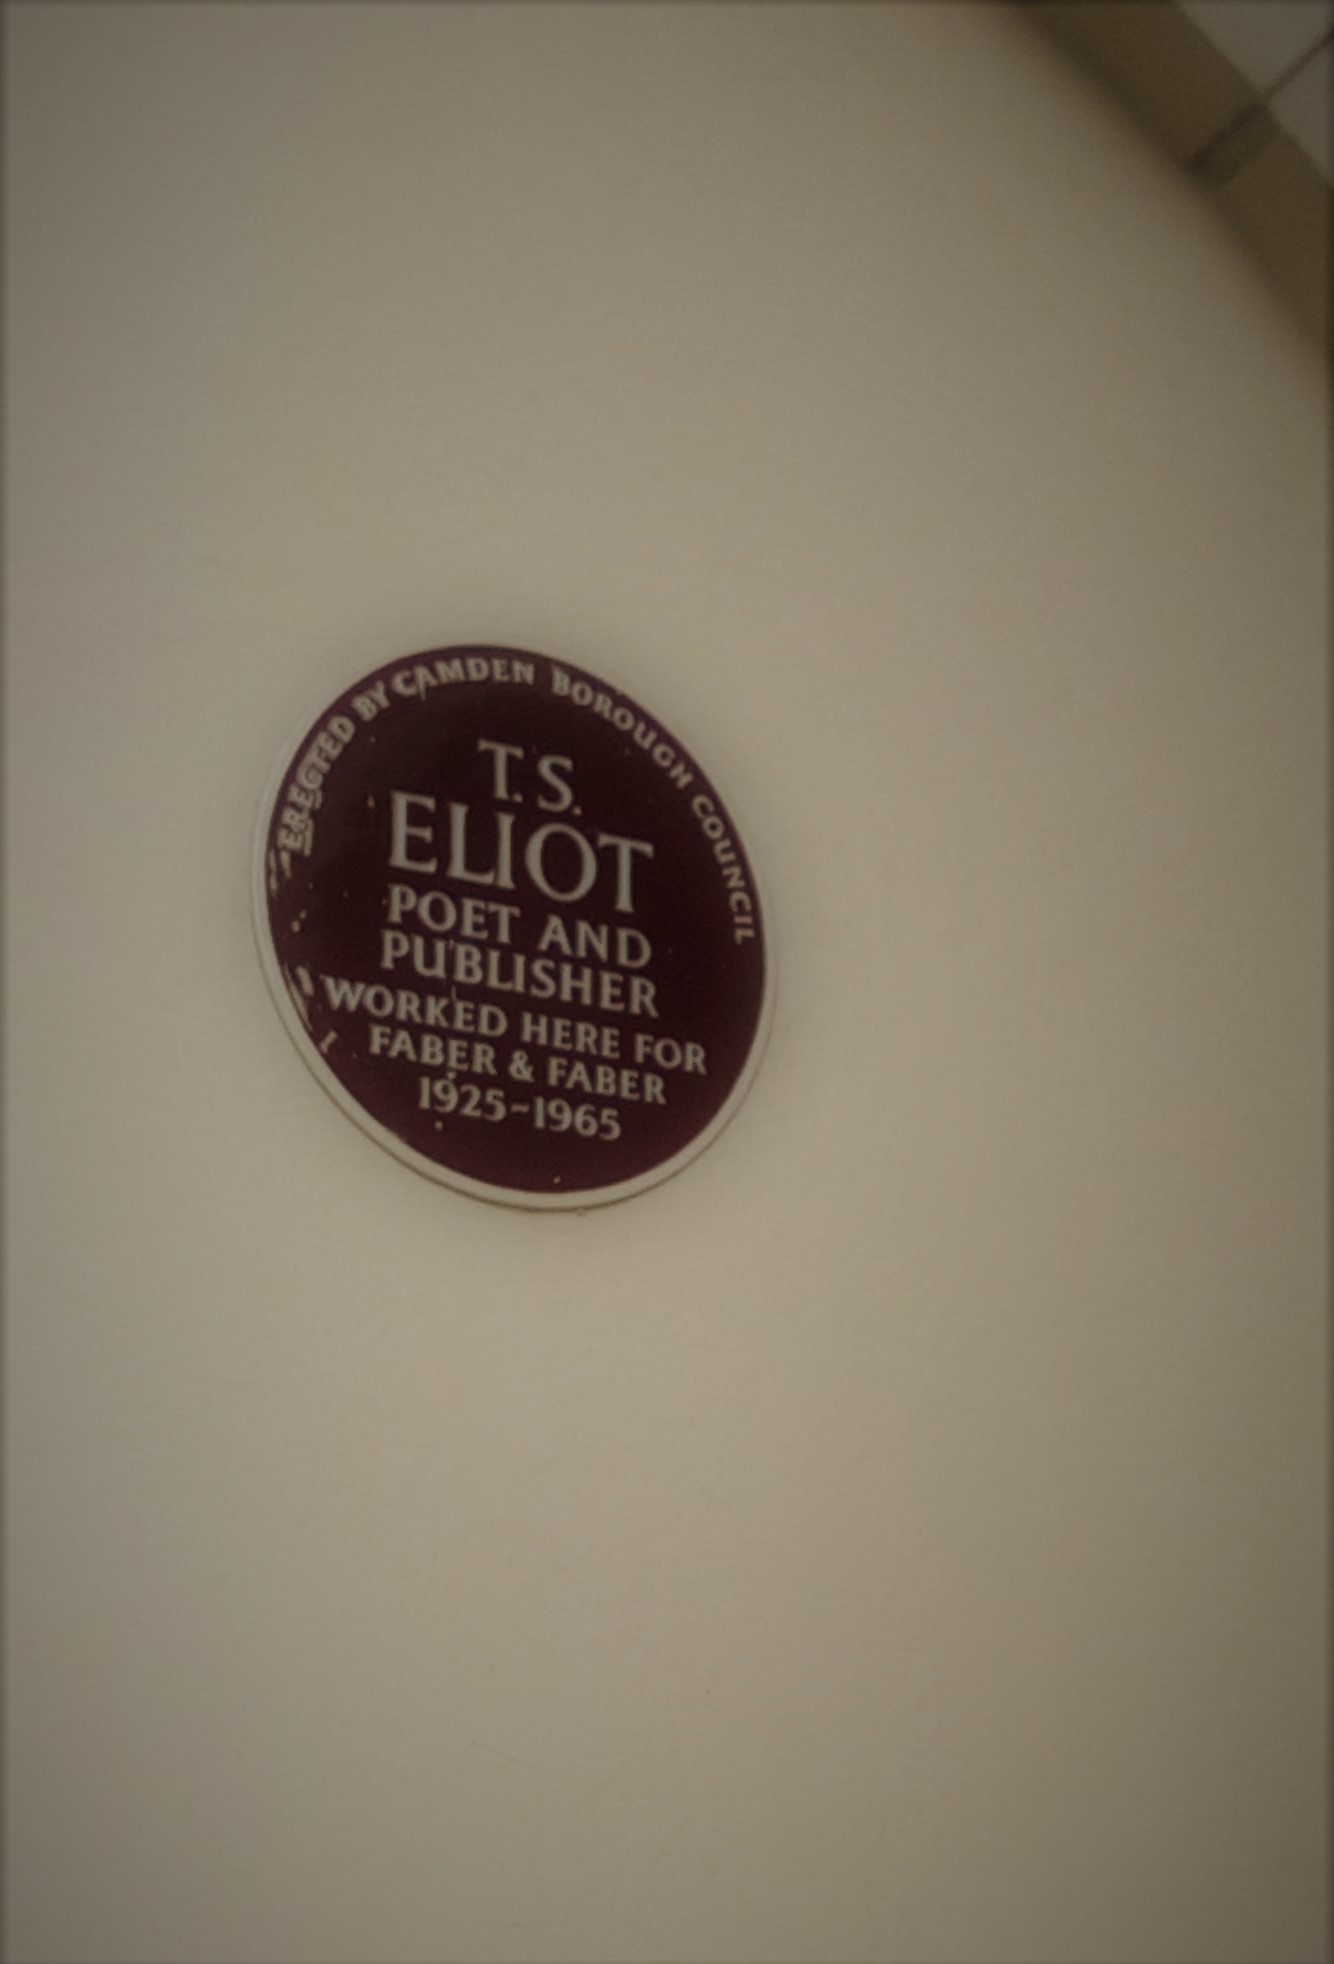 ERECTED BY CAMDEN BOROUGH COUNCIL
T.S.
ELIOT
POET AND
PUBLISHER
WORKED HERE FOR
FABER & FABER
1925-1965